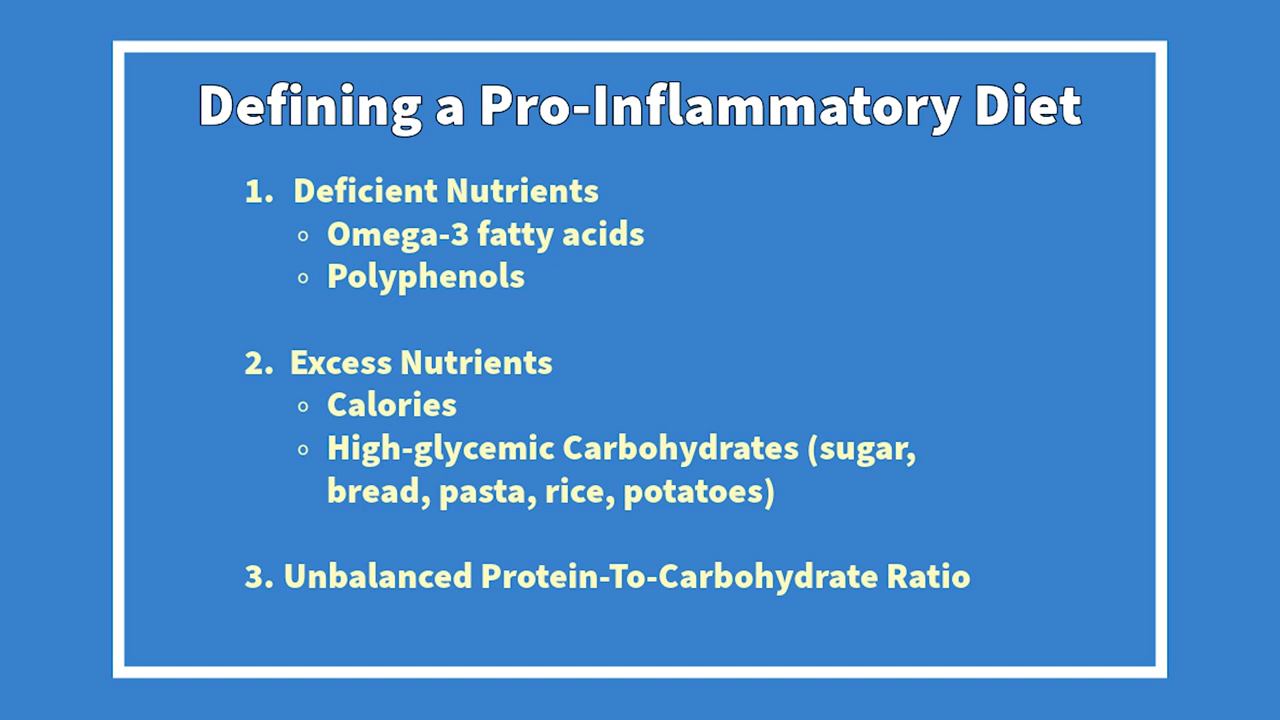 Defining a Pro-Inflammatory Diet
1. Deficient Nutrients
◦ Omega-3 fatty acids
◦ Polyphenols
2. Excess Nutrients
◦ Calories
◦ High-glycemic Carbohydrates (sugar,
bread, pasta, rice, potatoes)
3. Unbalanced Protein-To-Carbohydrate Ratio